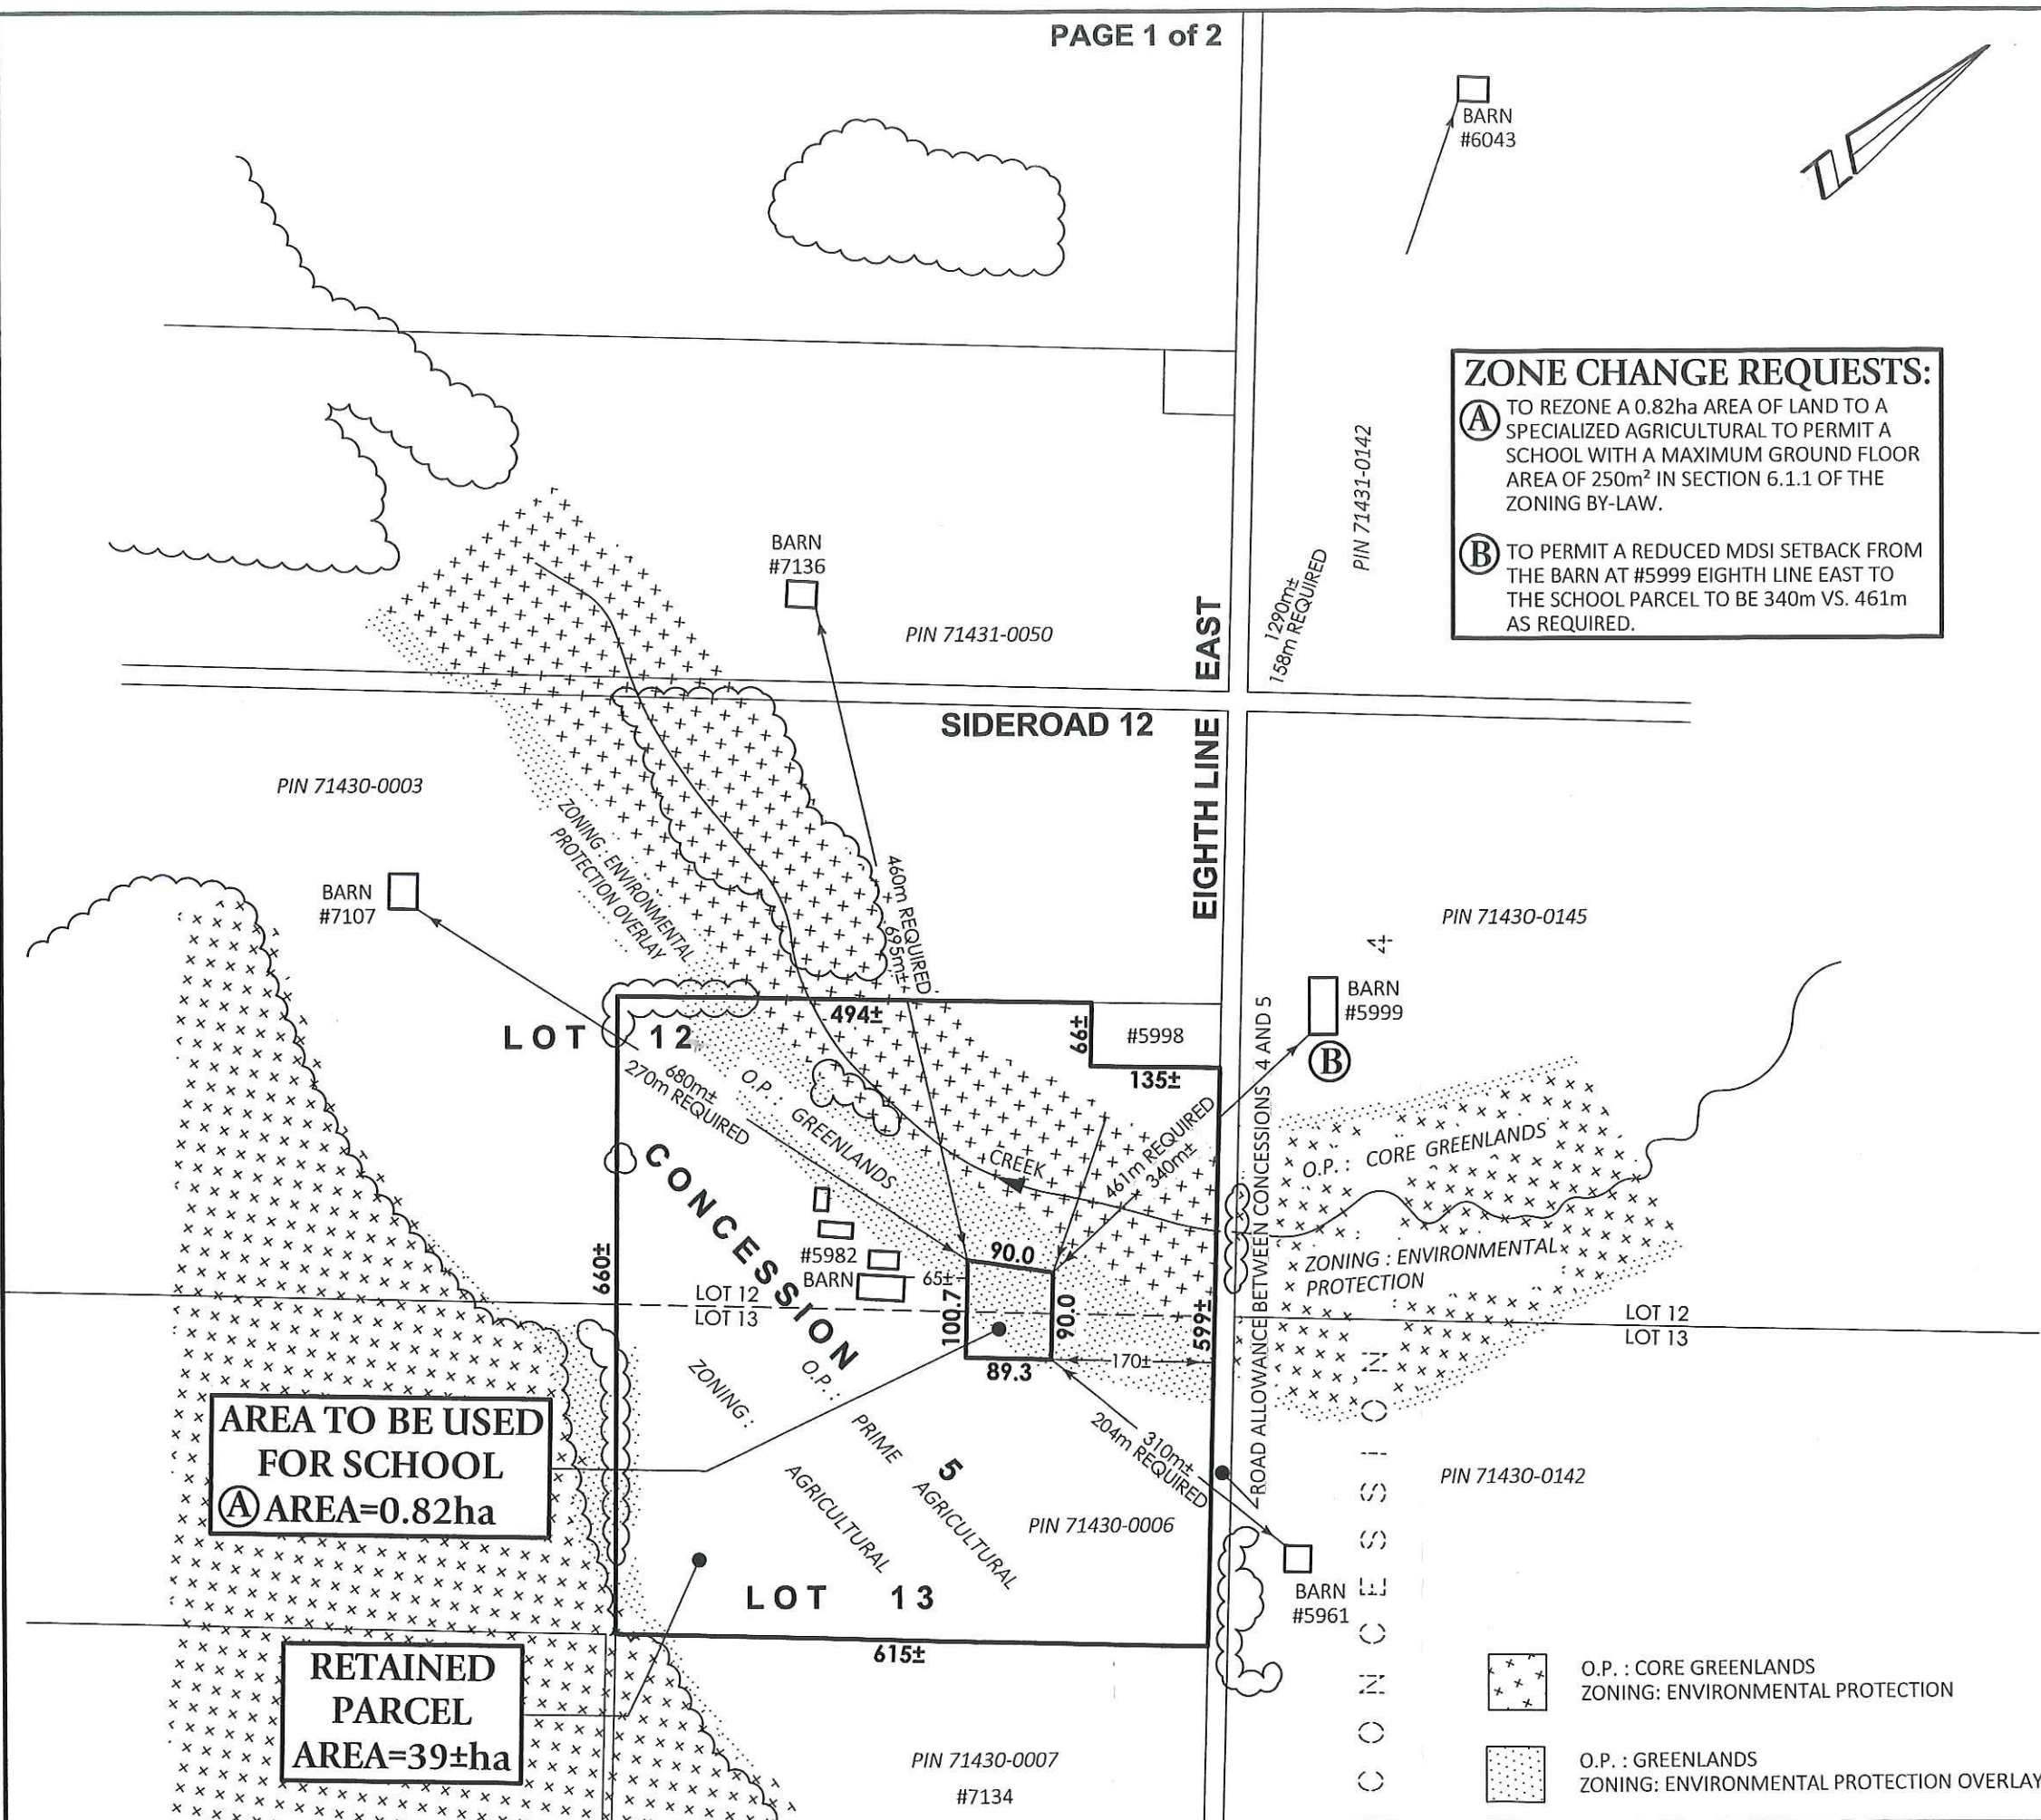 PAGE 1 of 2
BARN
#6043
ZONE CHANGE REQUESTS:
A TO REZONE A 0.82ha AREA OF LAND TO A
SPECIALIZED AGRICULTURAL TO PERMIT A
SCHOOL WITH A MAXIMUM GROUND FLOOR
AREA OF 250m² IN SECTION 6.1.1 OF THE
ZONING BY-LAW.
B TO PERMIT A REDUCED MDSI SETBACK FROM
THE BARN AT #5999 EIGHTH LINE EAST TO
THE SCHOOL PARCEL TO BE 340m VS. 461m
AS REQUIRED.
PIN 71431-0142
1290m±
158m REQUIRED
BARN
#7136
PIN 71431-0050
EIGHTH LINE EAST
SIDEROAD 12
PIN 71430-0003
ZONING : ENVIRONMENTAL
PROTECTION OVERLAY
460m REQUIRED
695m±
BARN
#7107
PIN 71430-0145
4
BARN
#5999
B
LOT 12
494±
66±
#5998
135±
680m±
270m REQUIRED
O.P. : GREENLANDS
CREEK
461m REQUIRED
340m±
ROAD ALLOWANCE BETWEEN CONCESSIONS 4 AND 5
O.P. : CORE GREENLANDS
ZONING : ENVIRONMENTAL
PROTECTION
CONCESSION
5
660±
#5982
BARN
65±
90.0
100.7
90.0
89.3
599±
170±
LOT 12
LOT 13
LOT 12
LOT 13
ZONING :
AGRICULTURAL
O.P. :
PRIME
AGRICULTURAL
AREA TO BE USED
FOR SCHOOL
A AREA=0.82ha
310m±
204m REQUIRED
PIN 71430-0142
PIN 71430-0006
BARN
#5961
CONCESSION
LOT 13
615±
RETAINED
PARCEL
AREA=39±ha
PIN 71430-0007
#7134
O.P. : CORE GREENLANDS
ZONING: ENVIRONMENTAL PROTECTION
O.P. : GREENLANDS
ZONING: ENVIRONMENTAL PROTECTION OVERLAY